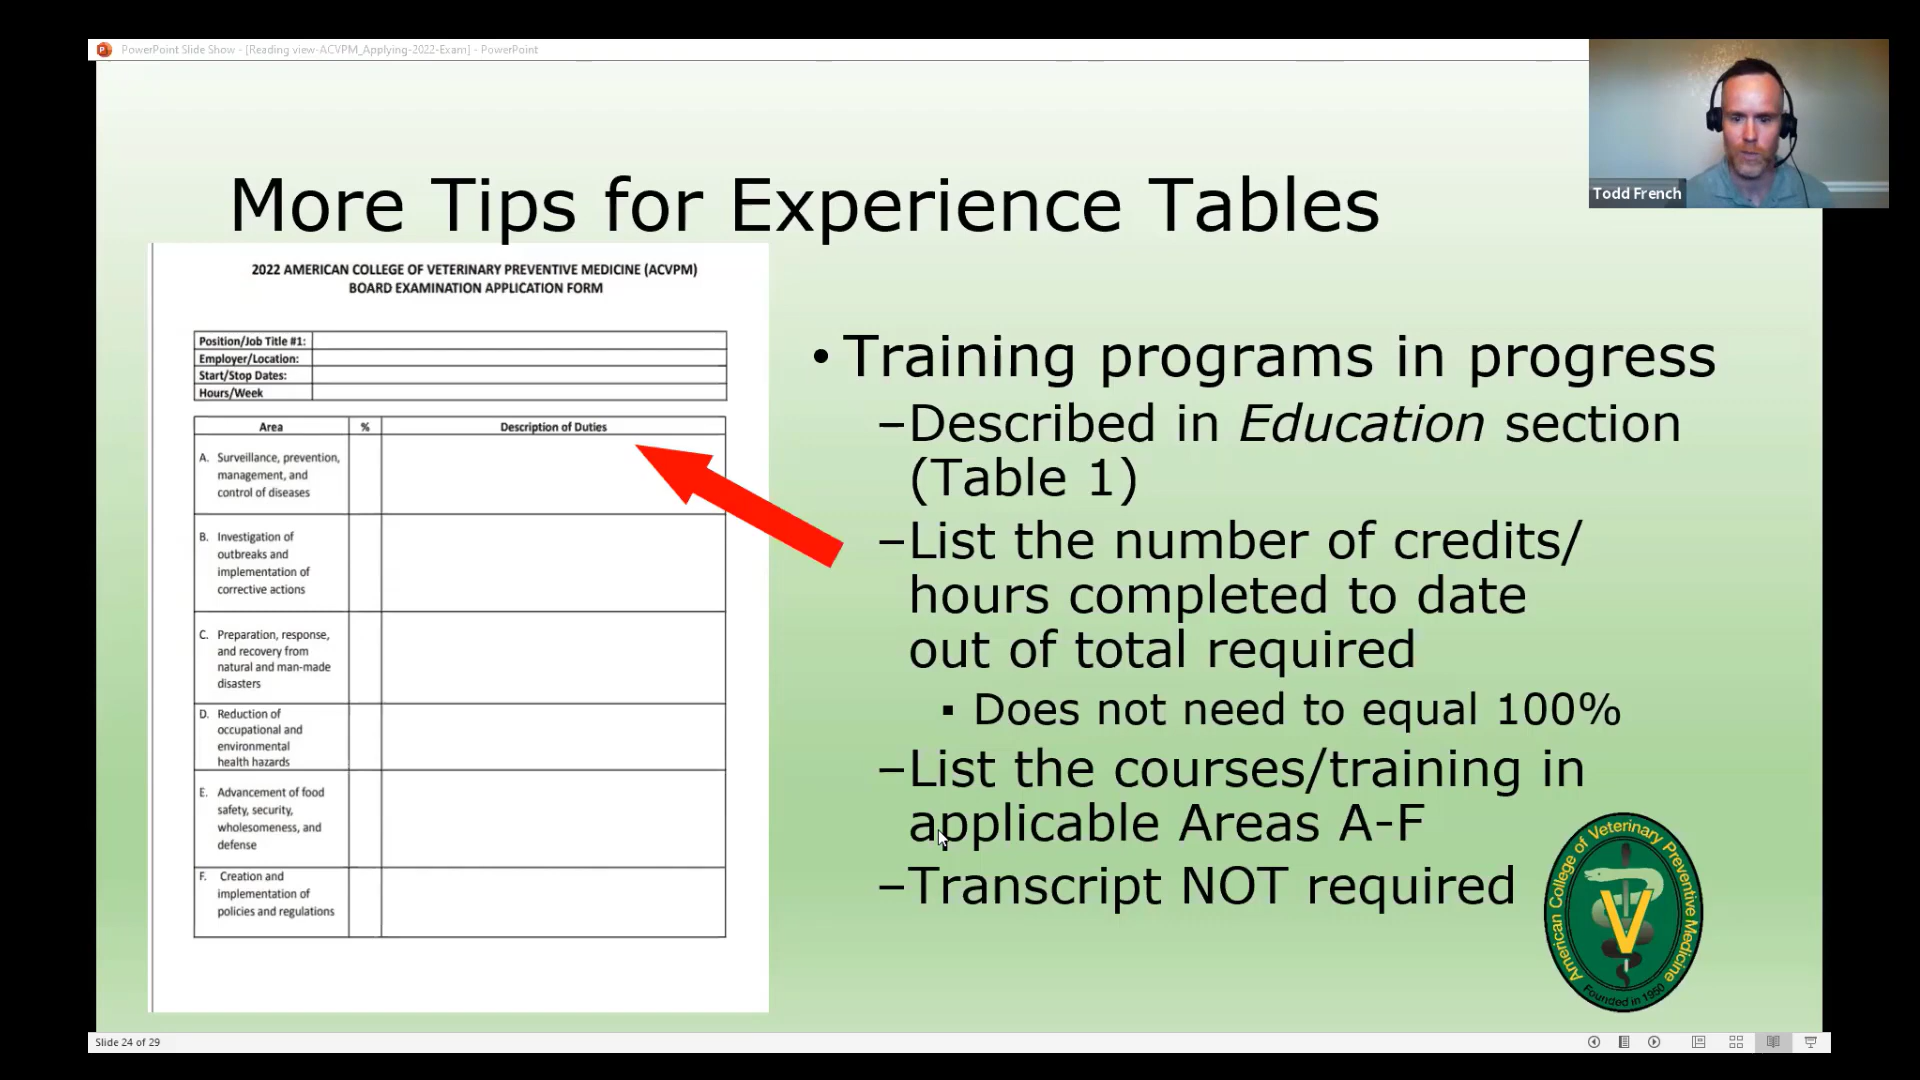 PowerPoint Slide Show - [Reading view-ACVPM_Applying-2022-Exam] - PowerPoint
Todd French
More Tips for Experience Tables
2022 AMERICAN COLLEGE OF VETERINARY PREVENTIVE MEDICINE (ACVPM)
BOARD EXAMINATION APPLICATION FORM
Position/Job Title #1:
Employer/Location:
Start/Stop Dates:
Hours/Week
Area % Description of Duties
A. Surveillance, prevention,
management, and
control of diseases
B. Investigation of
outbreaks and
implementation of
corrective actions
C. Preparation, response,
and recovery from
natural and man-made
disasters
D. Reduction of
occupational and
environmental
health hazards
E. Advancement of food
safety, security,
wholesomeness, and
defense
F. Creation and
implementation of
policies and regulations
• Training programs in progress
–Described in Education section
(Table 1)
–List the number of credits/
hours completed to date
out of total required
▪ Does not need to equal 100%
–List the courses/training in
applicable Areas A-F
–Transcript NOT required
American College of Veterinary Preventive Medicine
V
Founded in 1950
Slide 24 of 29